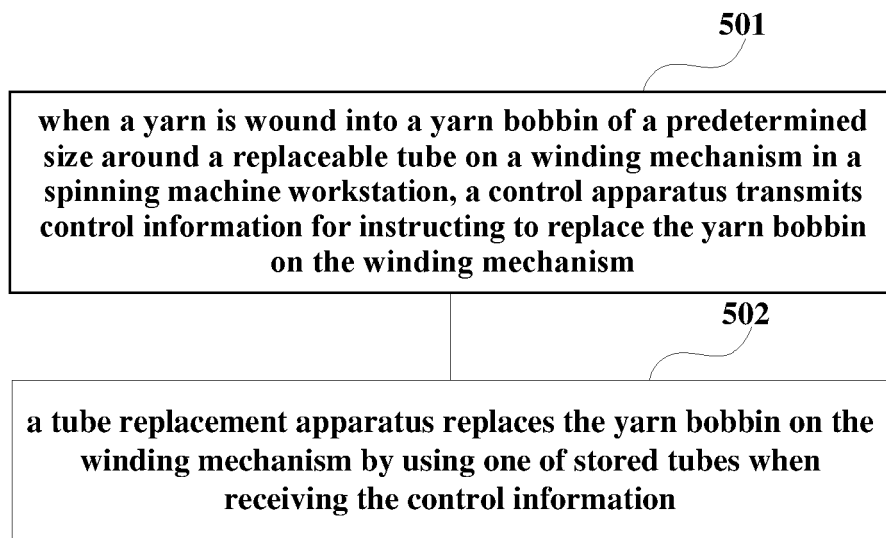 501
when a yarn is wound into a yarn bobbin of a predetermined
size around a replaceable tube on a winding mechanism in a
spinning machine workstation, a control apparatus transmits
control information for instructing to replace the yarn bobbin
on the winding mechanism
502
a tube replacement apparatus replaces the yarn bobbin on the
winding mechanism by using one of stored tubes when
receiving the control information